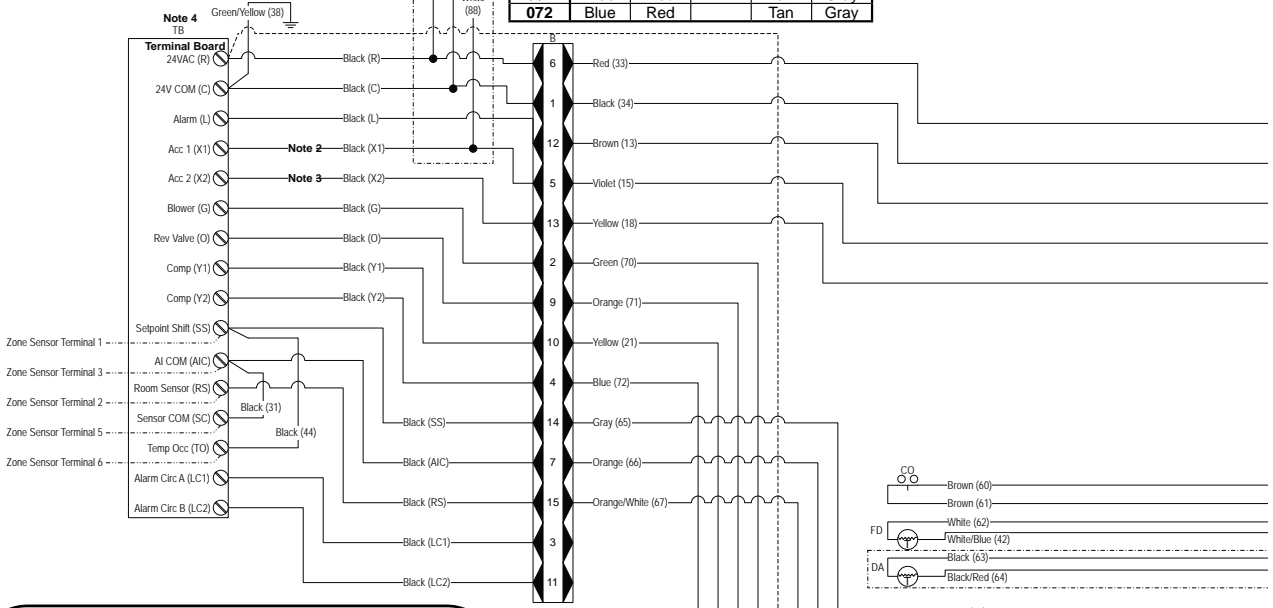 Green/Yellow (38)
(88)
072 Blue Red Tan Gray
Note 4
TB
Terminal Board
B
24VAC (R) Black (R) 6 Red (33)
24V COM (C) Black (C) 1 Black (34)
Alarm (L) Black (L) 12 Brown (13)
Acc 1 (X1) Note 2 Black (X1) 5 Violet (15)
Acc 2 (X2) Note 3 Black (X2) 13 Yellow (18)
Blower (G) Black (G) 2 Green (70)
Rev Valve (O) Black (O) 9 Orange (71)
Comp (Y1) Black (Y1) 10 Yellow (21)
Comp (Y2) Black (Y2) 4 Blue (72)
Setpoint Shift (SS)
Zone Sensor Terminal 1
AI COM (AIC)
Zone Sensor Terminal 3
Room Sensor (RS)
Zone Sensor Terminal 2
Black (31)
Sensor COM (SC)
Zone Sensor Terminal 5
Black (44)
Temp Occ (TO)
Zone Sensor Terminal 6
Alarm Circ A (LC1)
Alarm Circ B (LC2)
Black (SS) 14 Gray (65)
Black (AIC) 7 Orange (66)
Black (RS) 15 Orange/White (67)
Black (LC1) 3
Black (LC2) 11
CO
Brown (60)
Brown (61)
FD
White (62)
White/Blue (42)
DA
Black (63)
Black/Red (64)